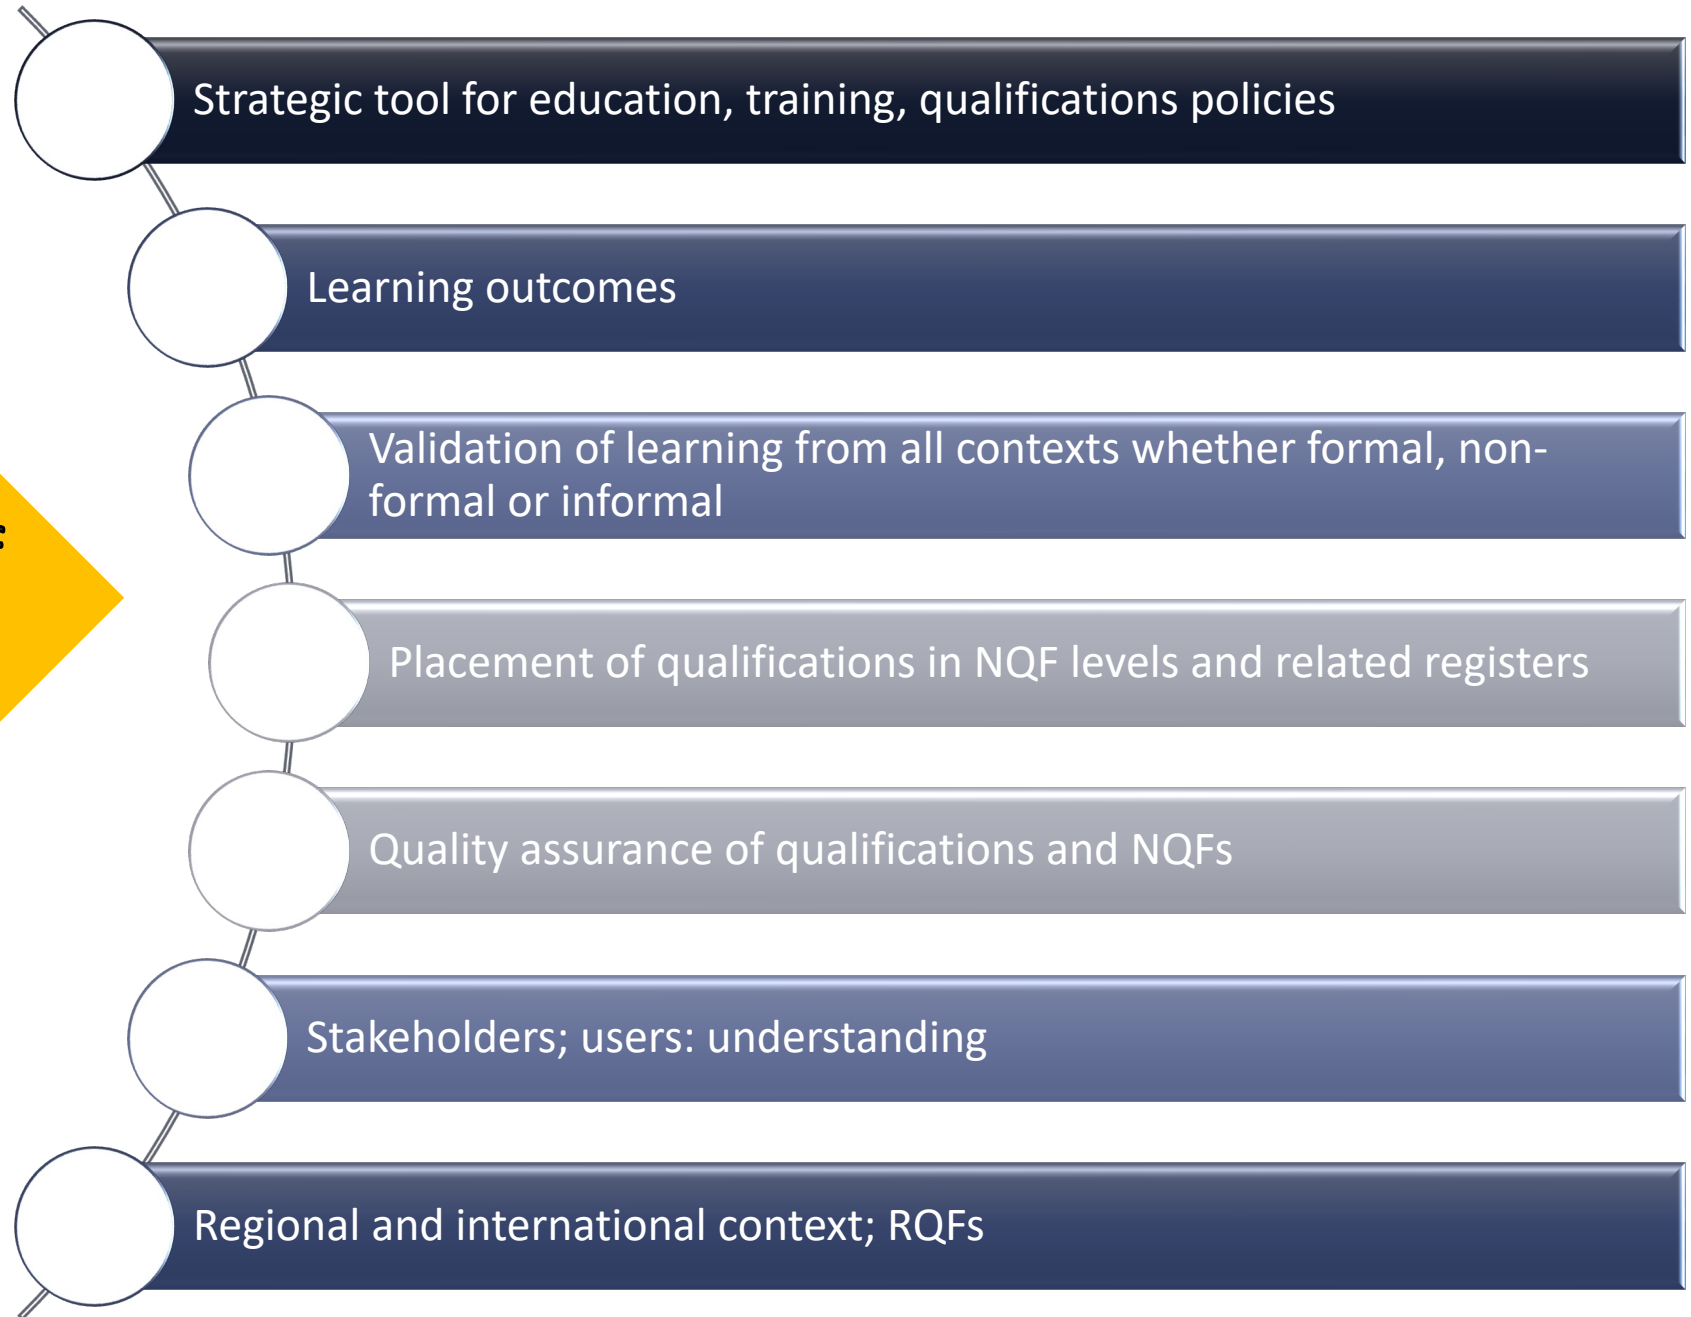 Strategic tool for education, training, qualifications policies
Learning outcomes
Validation of learning from all contexts whether formal, non-
formal or informal
Placement of qualifications in NQF levels and related registers
Quality assurance of qualifications and NQFs
Stakeholders; users: understanding
Regional and international context; RQFs